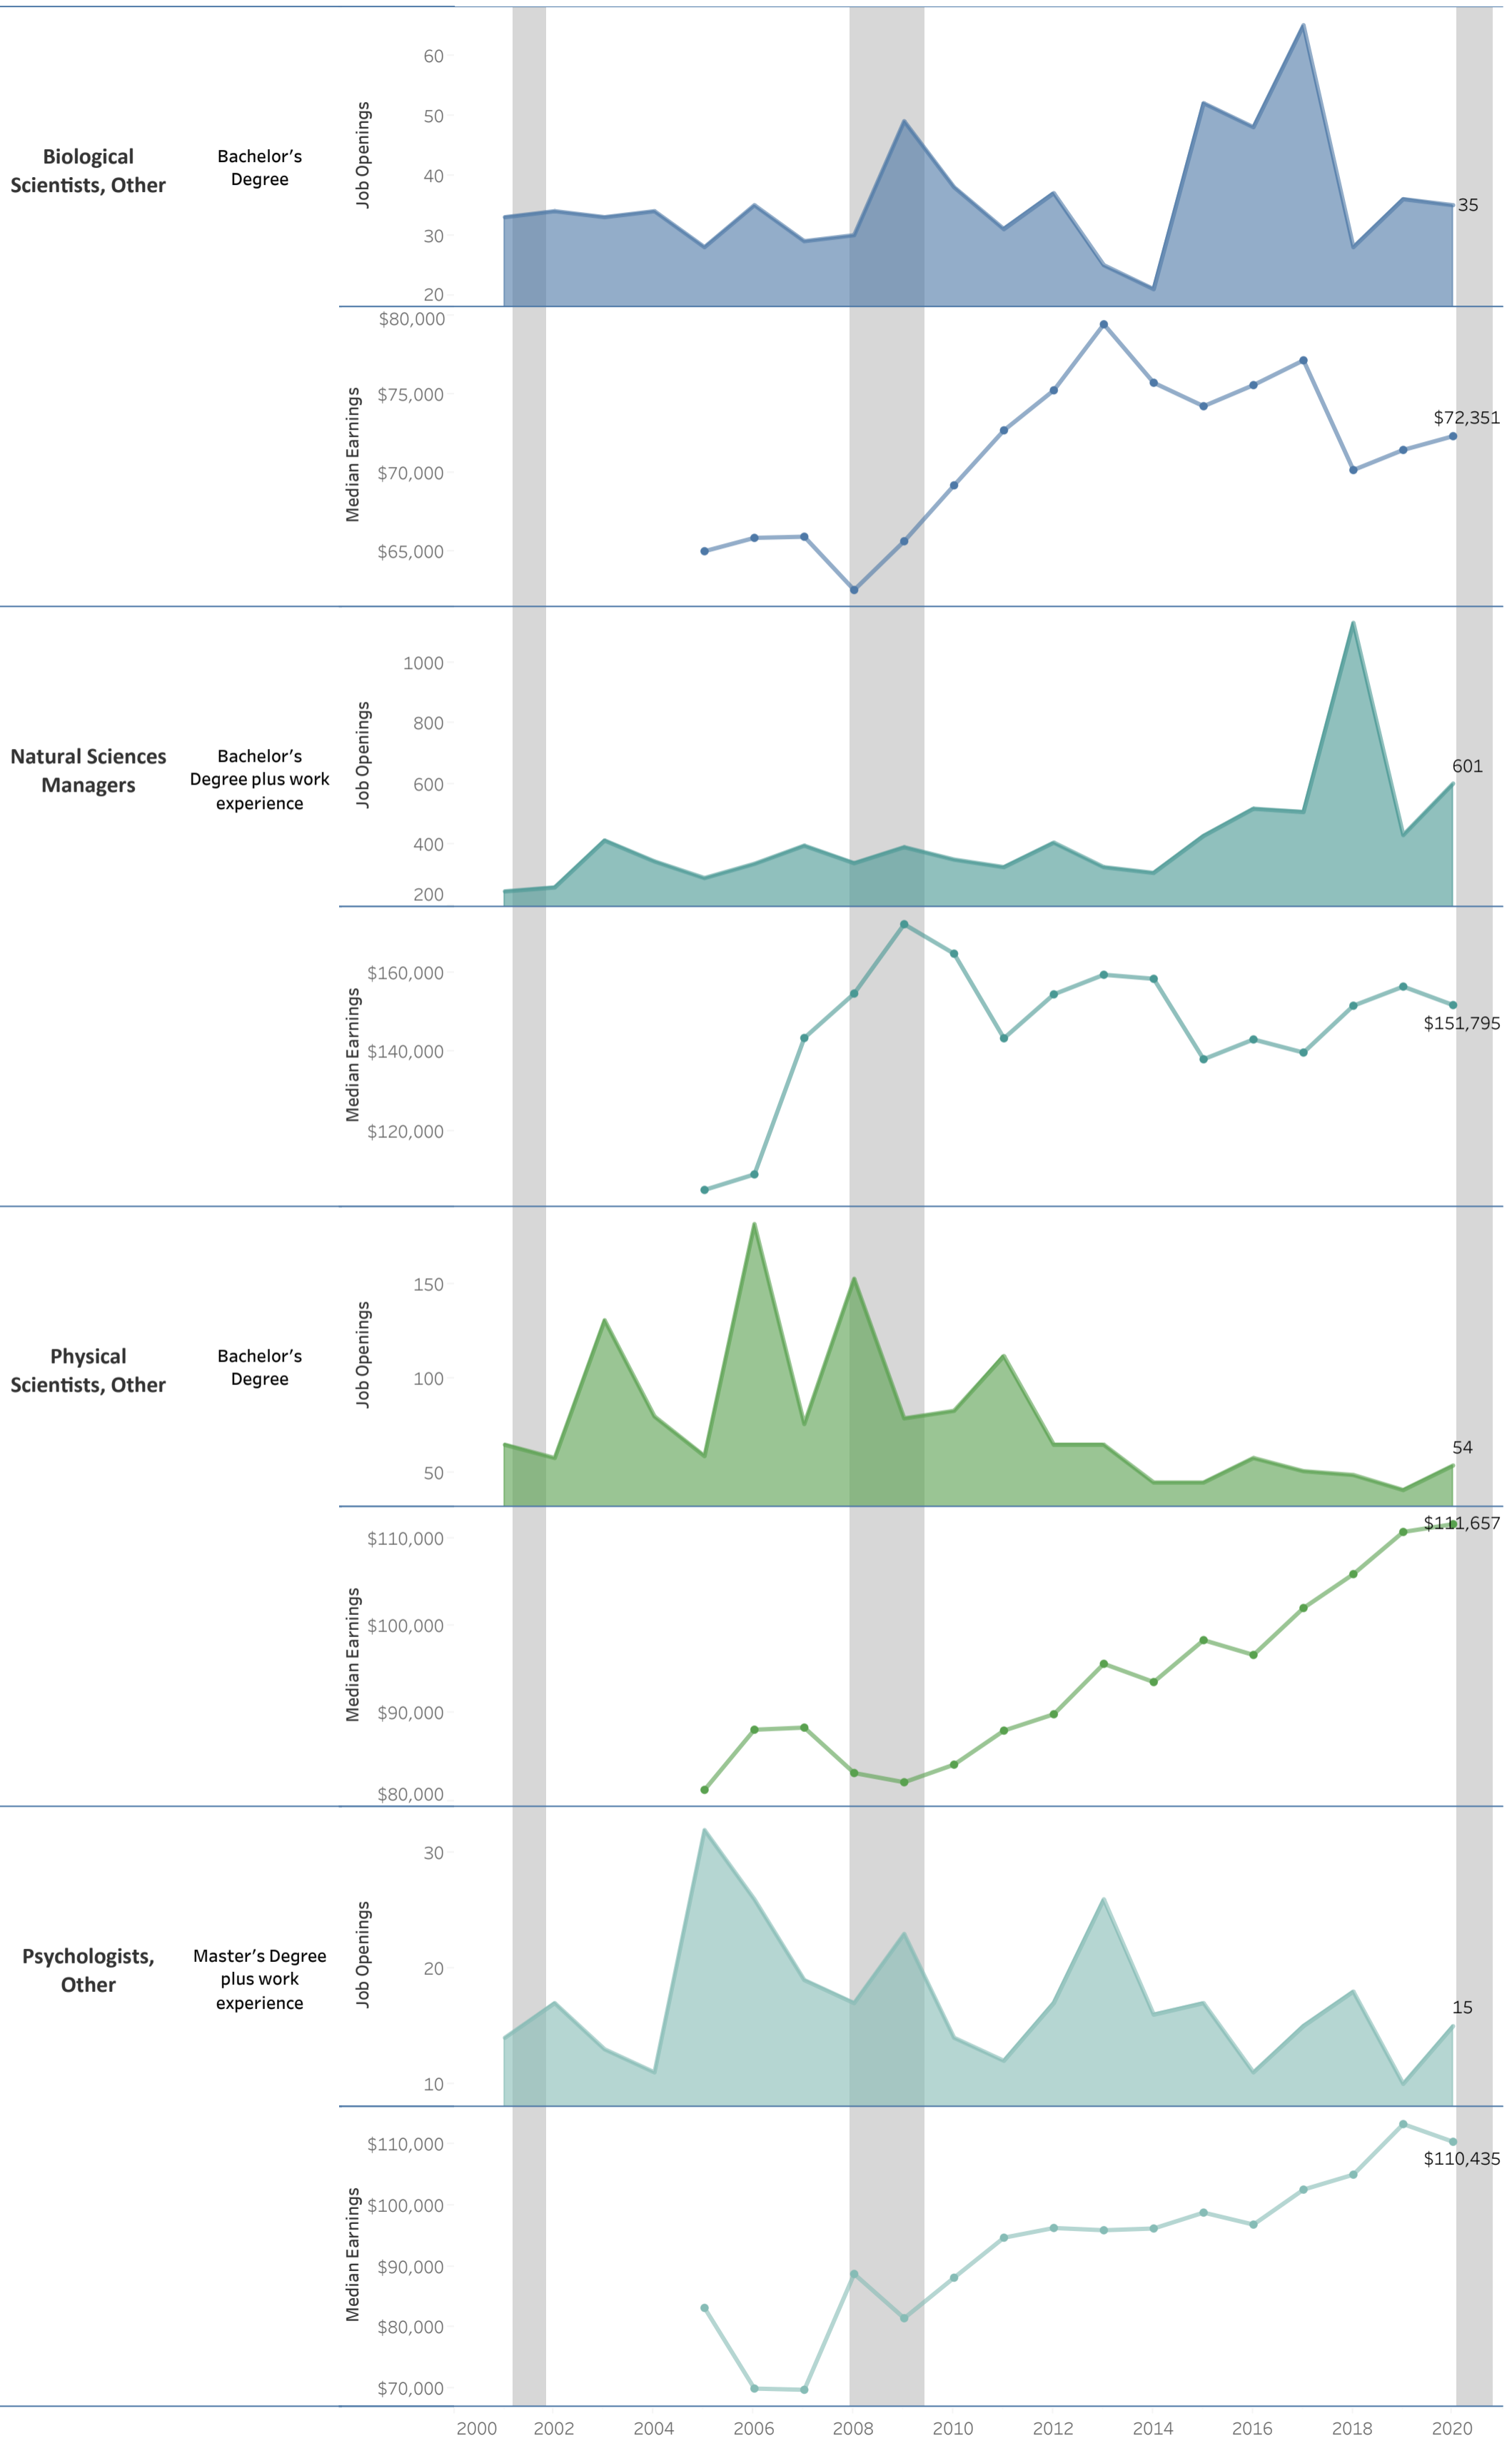 Biological
Scientists, Other
Bachelor's
Degree
Job Openings
60
50
40
30
20
35
Median Earnings
$80,000
$75,000
$70,000
$65,000
$72,351
Natural Sciences
Managers
Bachelor's
Degree plus work
experience
Job Openings
1000
800
600
400
200
601
Median Earnings
$160,000
$140,000
$120,000
$151,795
Physical
Scientists, Other
Bachelor's
Degree
Job Openings
150
100
50
54
Median Earnings
$110,000
$100,000
$90,000
$80,000
$111,657
Psychologists,
Other
Master's Degree
plus work
experience
Job Openings
30
20
10
15
Median Earnings
$110,000
$100,000
$90,000
$80,000
$70,000
$110,435
2000 2002 2004 2006 2008 2010 2012 2014 2016 2018 2020